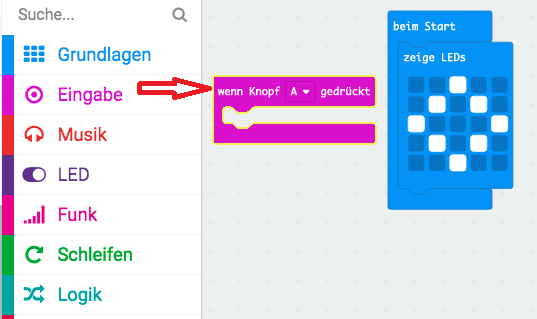 Suche...
Grundlagen
Eingabe
Musik
LED
Funk
Schleifen
Logik
wenn Knopf A gedrückt
beim Start
zeige LEDs